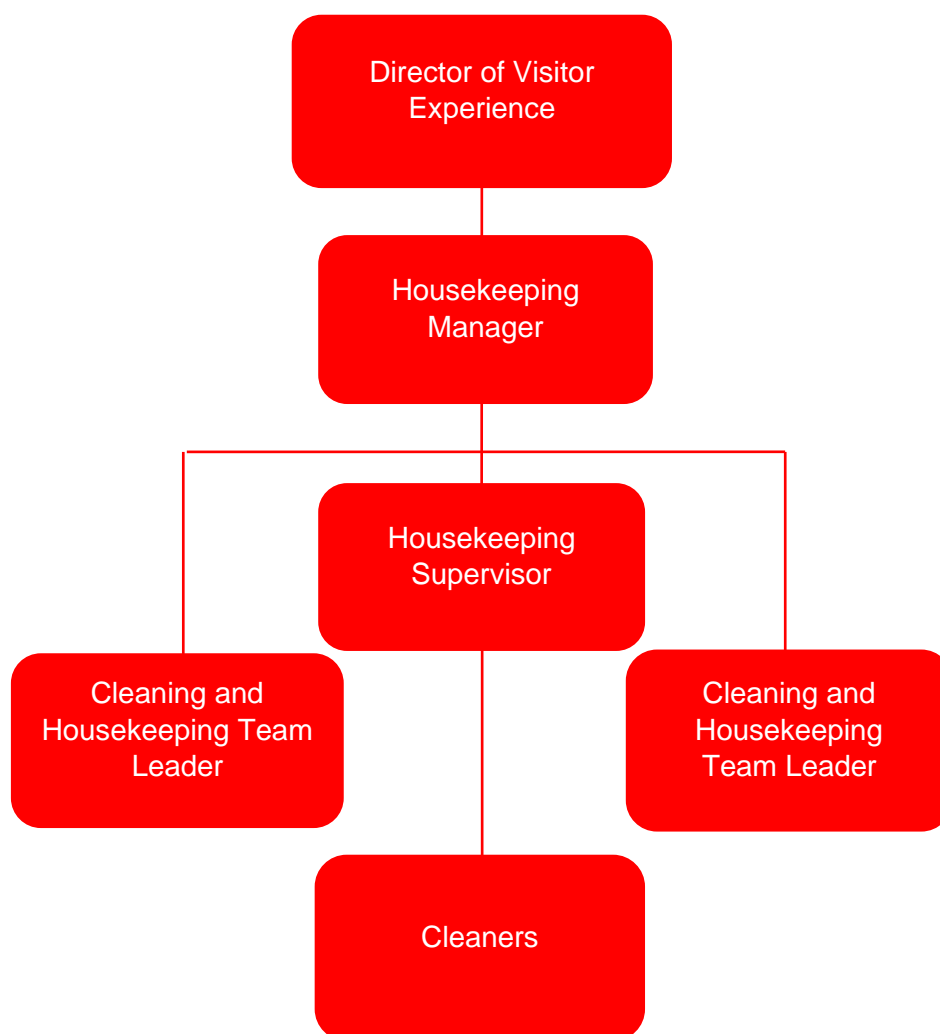 Director of Visitor
Experience
Housekeeping
Manager
Housekeeping
Supervisor
Cleaning and
Housekeeping Team
Leader
Cleaning and
Housekeeping
Team Leader
Cleaners